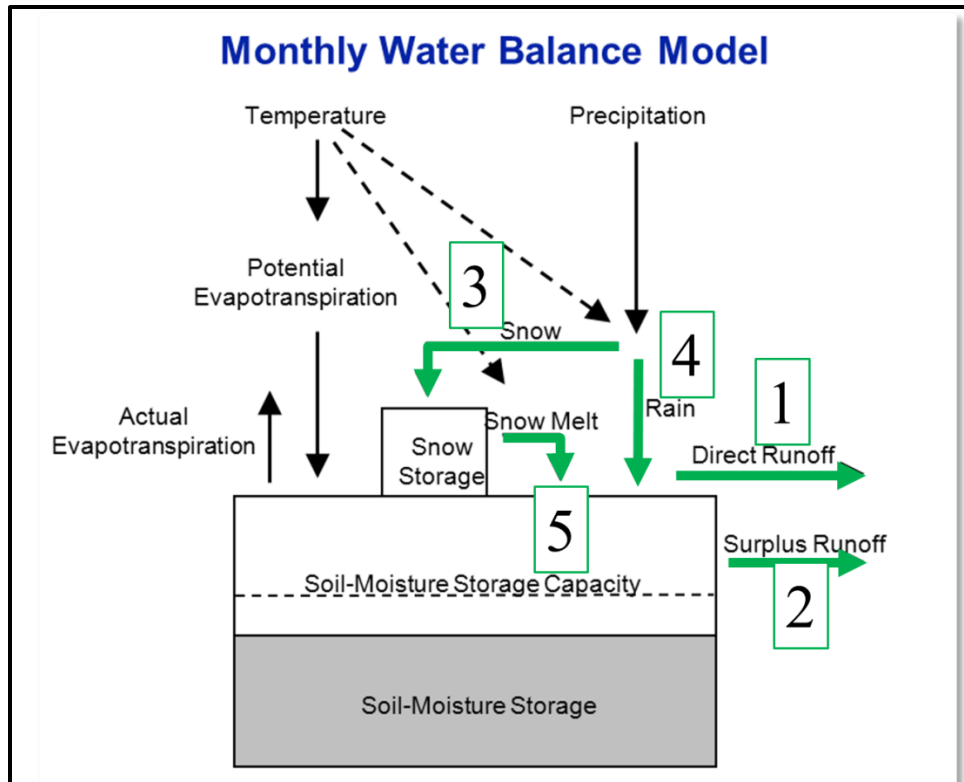 Monthly Water Balance Model
Temperature
Precipitation
Potential
Evapotranspiration
3
Snow
4
Rain
1
Actual
Evapotranspiration
Snow Melt
Snow
Storage
Direct Runoff
5
Surplus Runoff
2
Soil-Moisture Storage Capacity
Soil-Moisture Storage